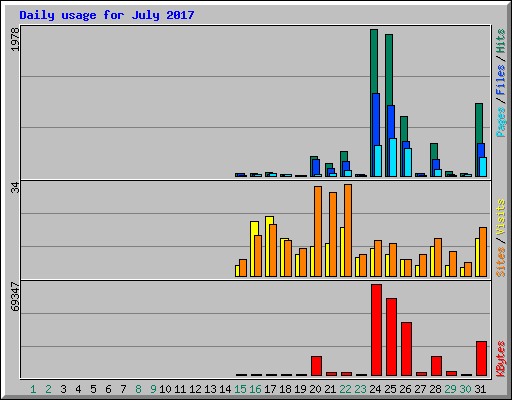 Daily usage for July 2017
1978
Pages / Files / Hits
34
Sites / Visits
69347
KBytes
1 2 3 4 5 6 7 8 9 10 11 12 13 14 15 16 17 18 19 20 21 22 23 24 25 26 27 28 29 30 31